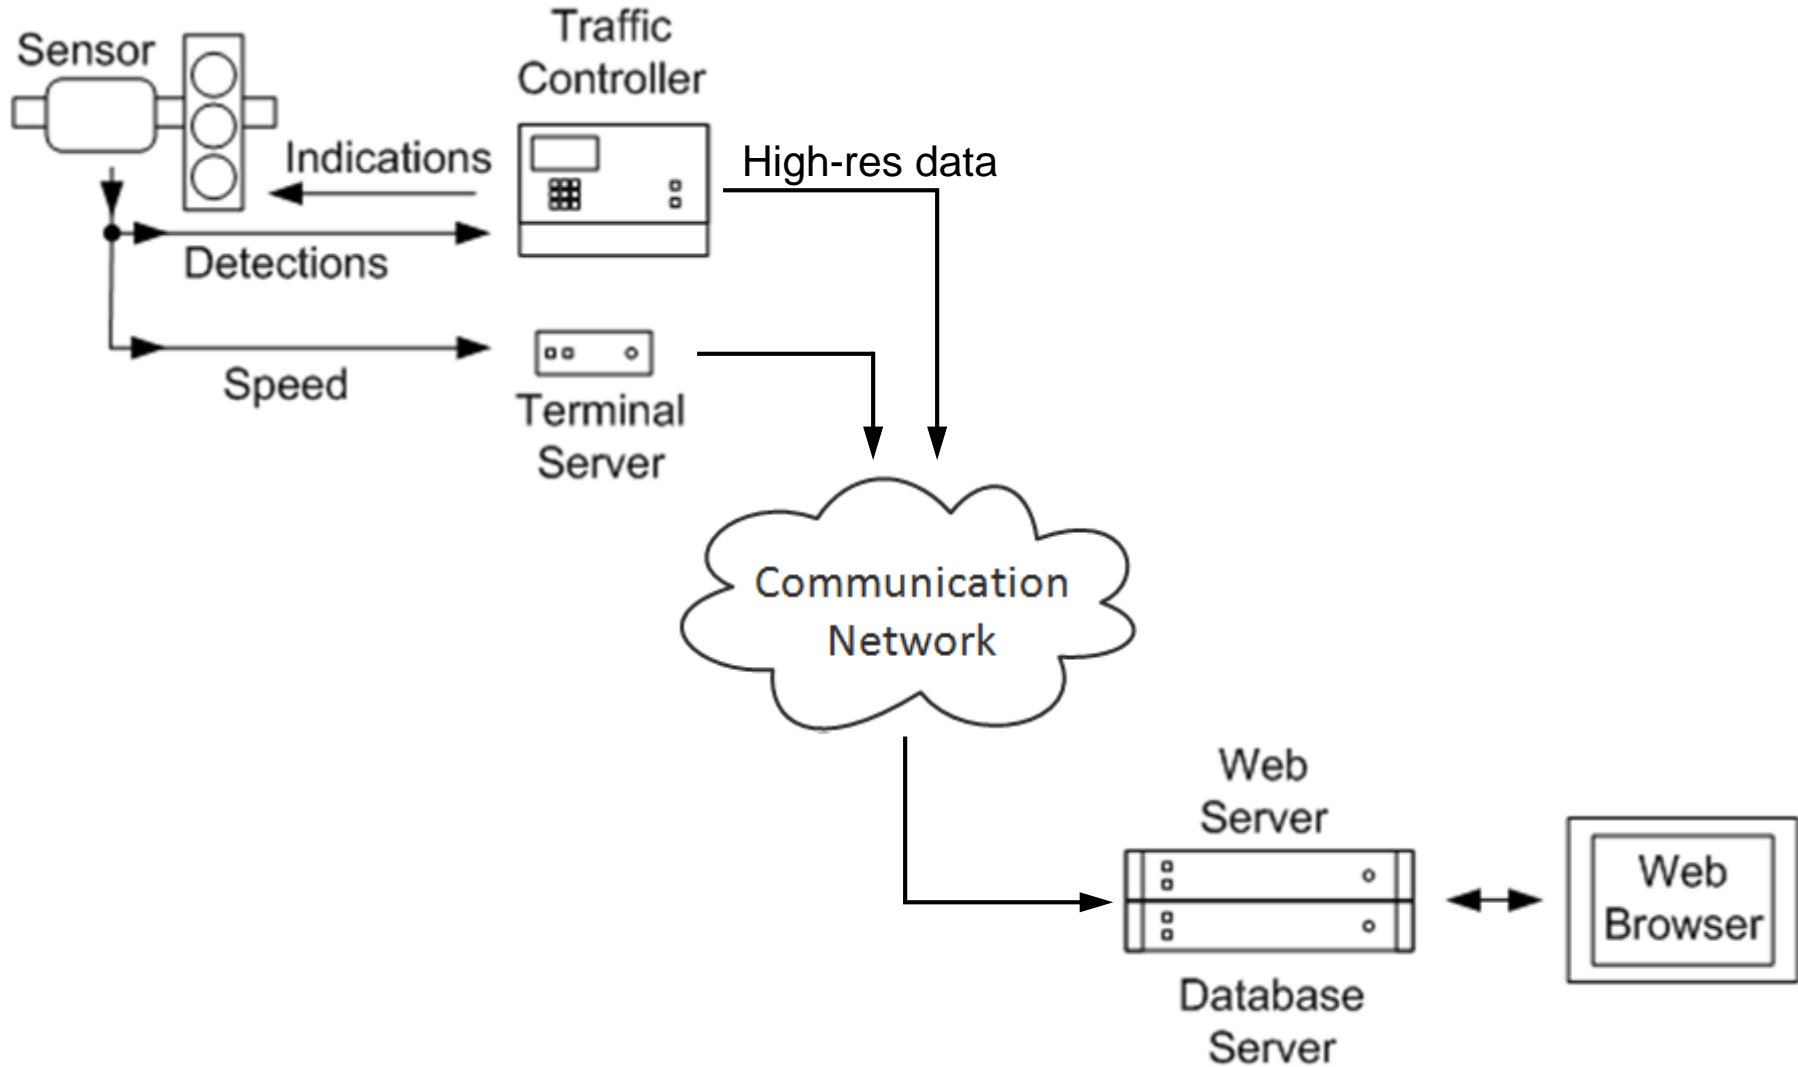 Sensor
Traffic
Controller
Indications
High-res data
Detections
Speed
Terminal
Server
Communication
Network
Web
Server
Web
Browser
Database
Server